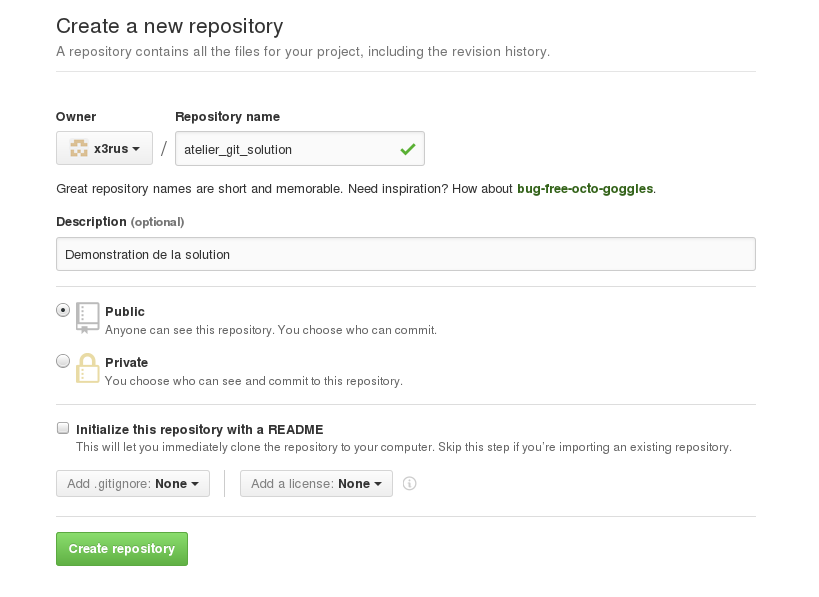 Create a new repository
A repository contains all the files for your project, including the revision history.
Owner Repository name
x3rus / atelier_git_solution
Great repository names are short and memorable. Need inspiration? How about bug-free-octo-goggles.
Description (optional)
Demonstration de la solution
Public
Anyone can see this repository. You choose who can commit.
Private
You choose who can see and commit to this repository.
Initialize this repository with a README
This will let you immediately clone the repository to your computer. Skip this step if you're importing an existing repository.
Add .gitignore: None Add a license: None
Create repository